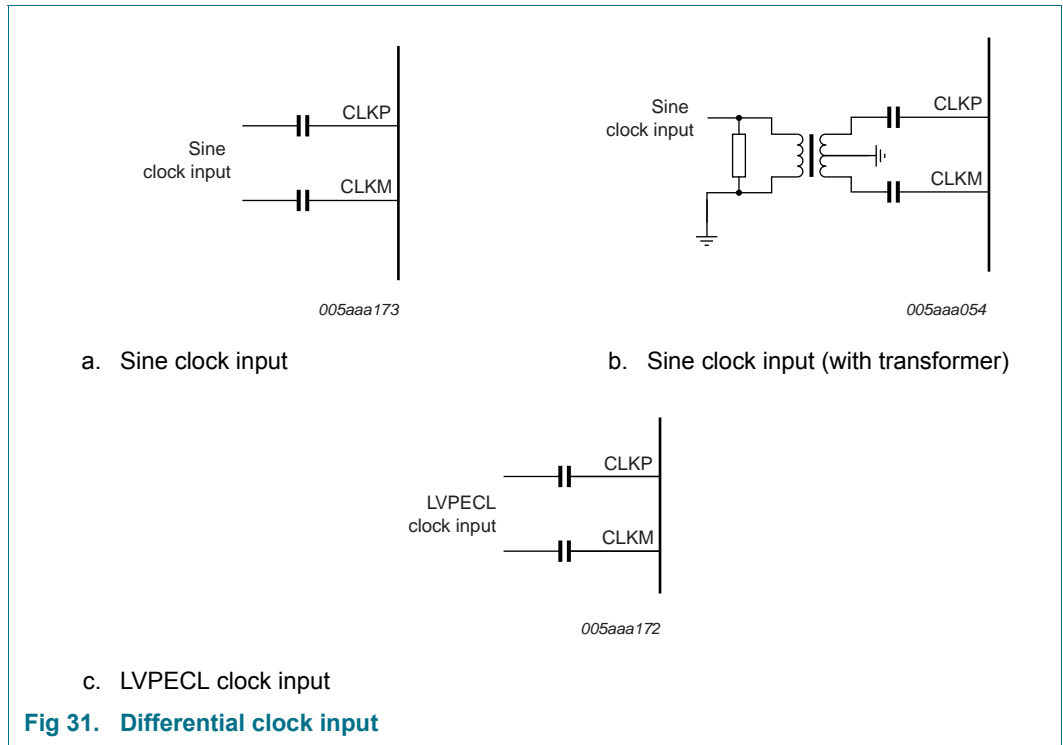 CLKP
Sine
clock input
CLKM
005aaa173
a. Sine clock input
Sine
clock input
CLKP
CLKM
005aaa054
b. Sine clock input (with transformer)
CLKP
LVPECL
clock input
CLKM
005aaa172
c. LVPECL clock input
Fig 31. Differential clock input